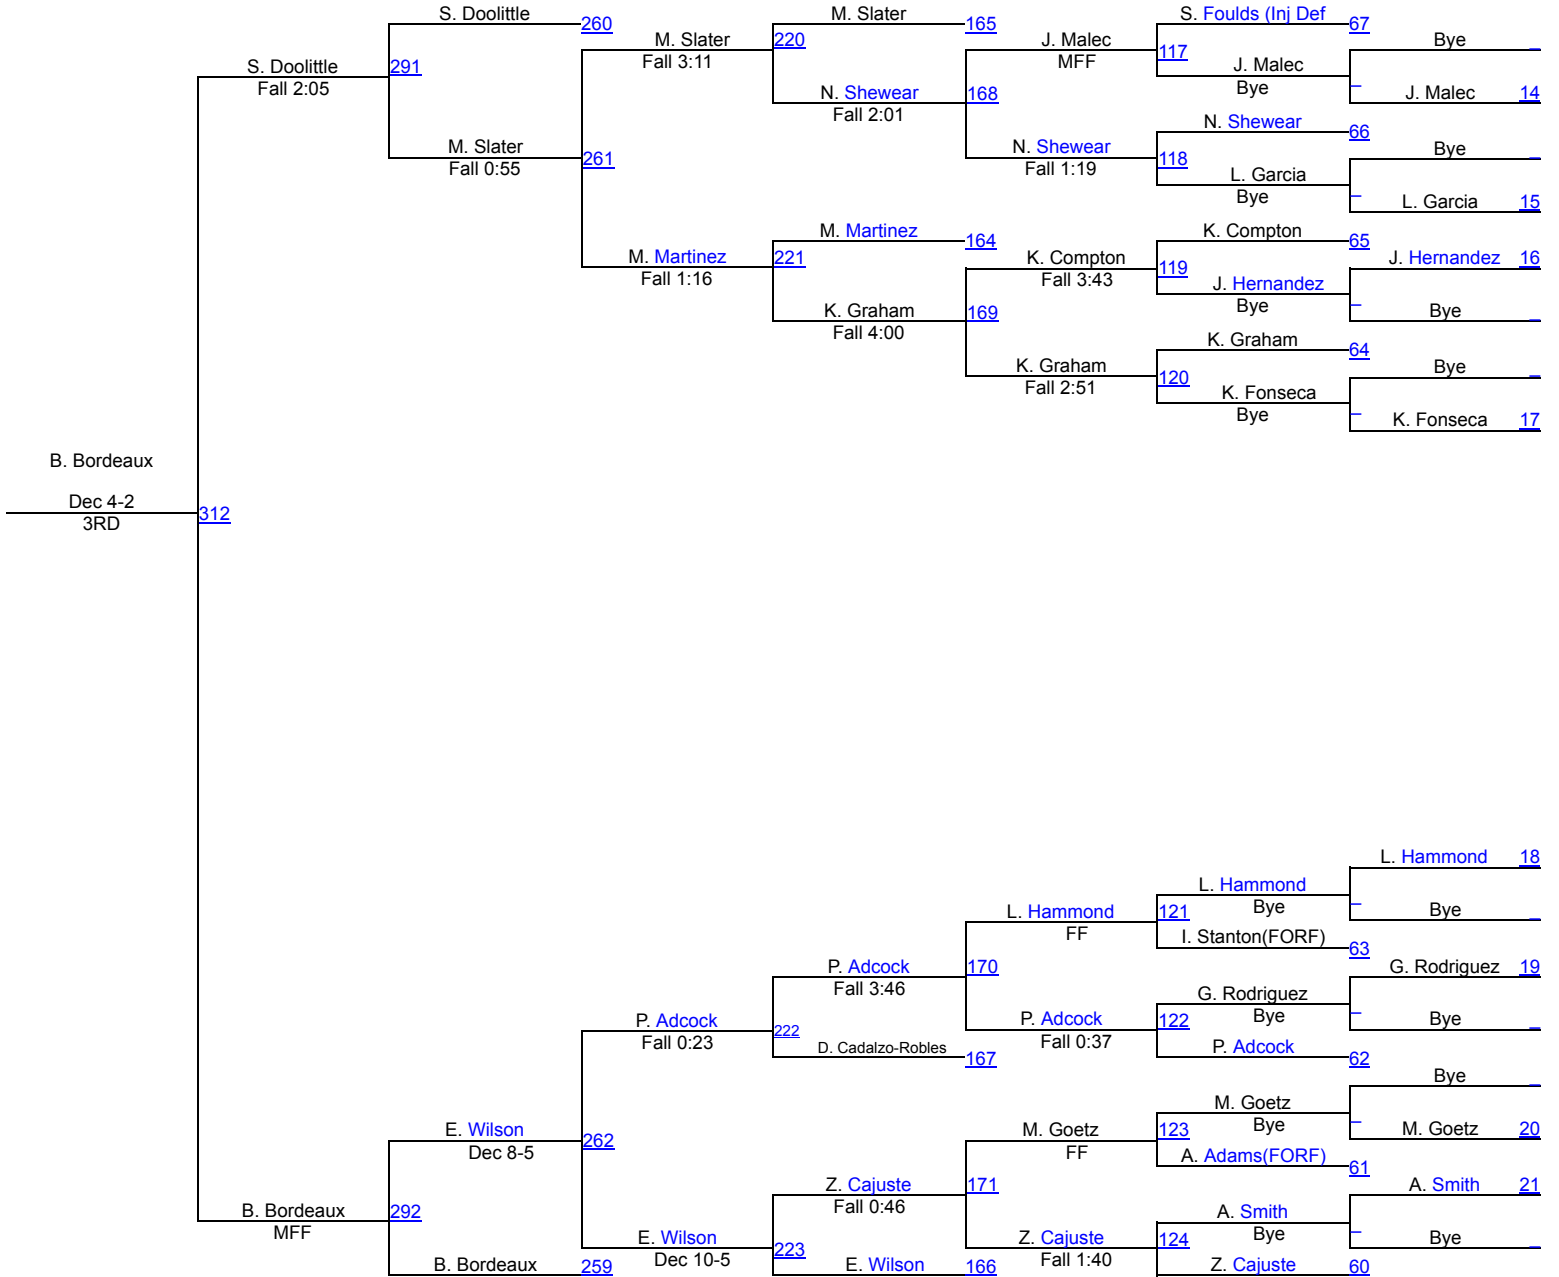 S. Doolittle 260
M. Slater 165
S. Foulds (Inj Def 67
M. Slater 220
Fall 3:11
J. Malec
MFF
117
Bye _
S. Doolittle 291
Fall 2:05
J. Malec
Bye
_
J. Malec 14
N. Shewear 168
Fall 2:01
N. Shewear 66
M. Slater 261
Fall 0:55
N. Shewear 118
Fall 1:19
Bye _
L. Garcia
Bye
_
L. Garcia 15
M. Martinez 164
K. Compton 65
M. Martinez 221
Fall 1:16
K. Compton 119
Fall 3:43
J. Hernandez 16
J. Hernandez
Bye
_
Bye _
K. Graham 169
Fall 4:00
K. Graham 64
K. Graham 120
Fall 2:51
Bye _
K. Fonseca
Bye
_
K. Fonseca 17
B. Bordeaux
Dec 4-2
3RD
312
L. Hammond 18
L. Hammond
Bye
_
L. Hammond 121
FF
Bye _
I. Stanton(FORF) 63
P. Adcock 170
Fall 3:46
G. Rodriguez 19
G. Rodriguez
Bye
_
P. Adcock 222
Fall 0:23
P. Adcock 122
Fall 0:37
Bye _
D. Cadalzo-Robles 167
P. Adcock 62
Bye _
M. Goetz
Bye
_
E. Wilson 262
Dec 8-5
M. Goetz 123
FF
M. Goetz 20
A. Adams(FORF) 61
Z. Cajuste 171
Fall 0:46
A. Smith 21
B. Bordeaux 292
MFF
A. Smith
Bye
_
E. Wilson 223
Dec 10-5
Z. Cajuste 124
Fall 1:40
Bye _
B. Bordeaux 259
E. Wilson 166
Z. Cajuste 60